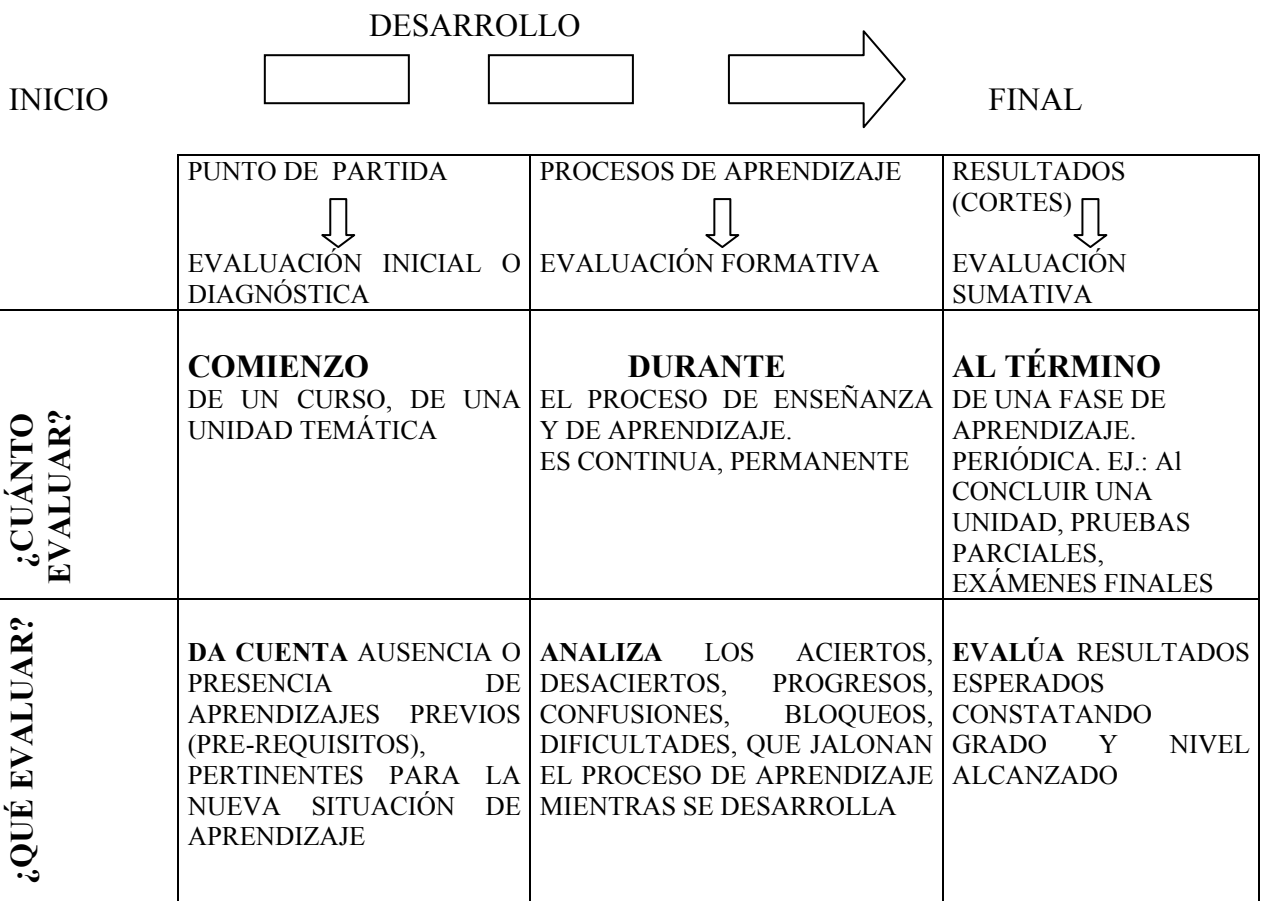 DESARROLLO
INICIO
FINAL
PUNTO DE PARTIDA
EVALUACIÓN INICIAL O
DIAGNÓSTICA
PROCESOS DE APRENDIZAJE
EVALUACIÓN FORMATIVA
RESULTADOS
(CORTES)
EVALUACIÓN
SUMATIVA
¿CUÁNTO
EVALUAR?
COMIENZO
DE UN CURSO, DE UNA
UNIDAD TEMÁTICA
DURANTE
EL PROCESO DE ENSEÑANZA
Y DE APRENDIZAJE.
ES CONTINUA, PERMANENTE
AL TÉRMINO
DE UNA FASE DE
APRENDIZAJE.
PERIÓDICA. EJ.: Al
CONCLUIR UNA
UNIDAD, PRUEBAS
PARCIALES,
EXÁMENES FINALES
¿QUÉ EVALUAR?
DA CUENTA AUSENCIA O
PRESENCIA DE
APRENDIZAJES PREVIOS
(PRE-REQUISITOS),
PERTINENTES PARA LA
NUEVA SITUACIÓN DE
APRENDIZAJE
ANALIZA LOS ACIERTOS,
DESACIERTOS, PROGRESOS,
CONFUSIONES, BLOQUEOS,
DIFICULTADES, QUE JALONAN
EL PROCESO DE APRENDIZAJE
MIENTRAS SE DESARROLLA
EVALÚA RESULTADOS
ESPERADOS
CONSTATANDO
GRADO Y NIVEL
ALCANZADO